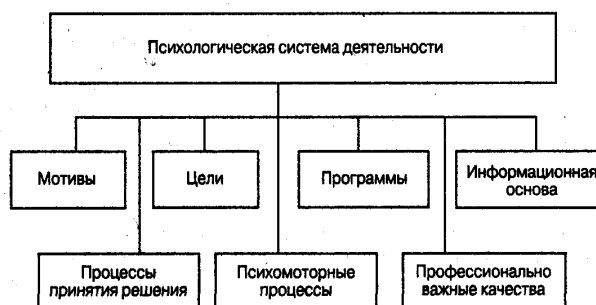 Психологическая система деятельности
Мотивы
Цели
Программы
Информационная
основа
Процессы
принятия решения
Психомоторные
процессы
Профессионально
важные качества